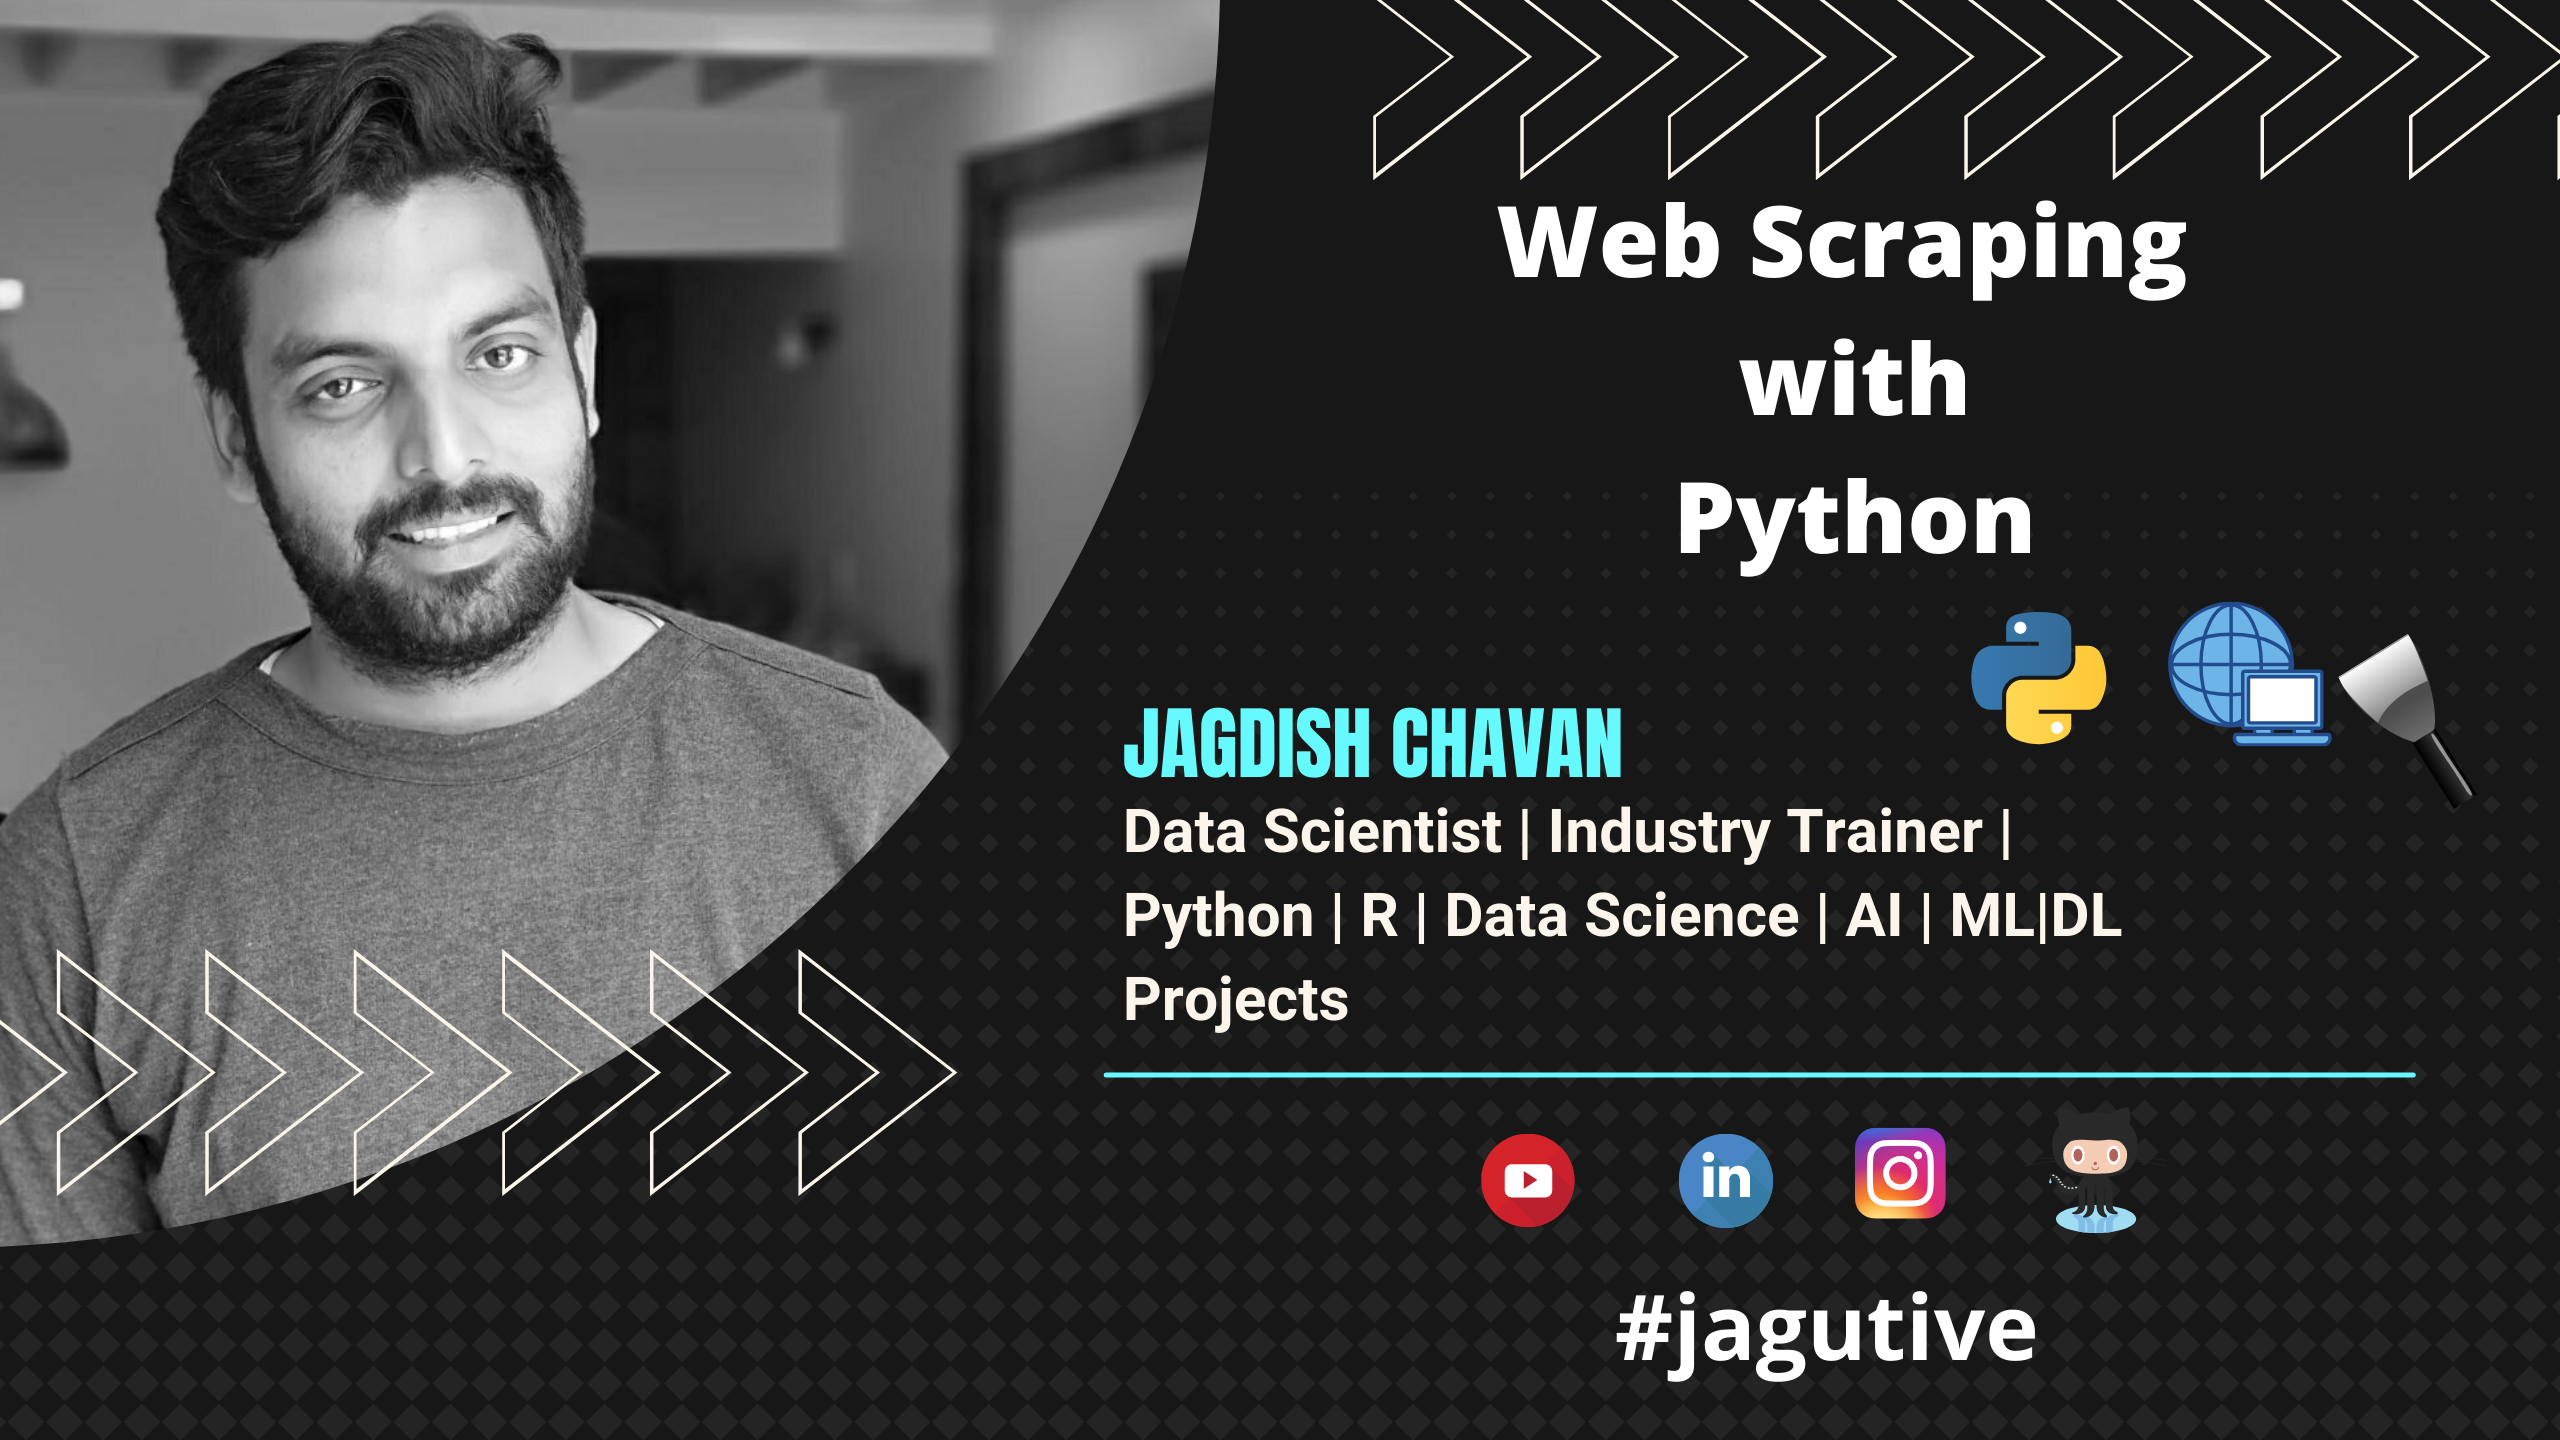 Web Scraping
with
Python
JAGDISH CHAVAN
Data Scientist | Industry Trainer |
Python | R | Data Science | AI | ML|DL
Projects
in
#jagutive